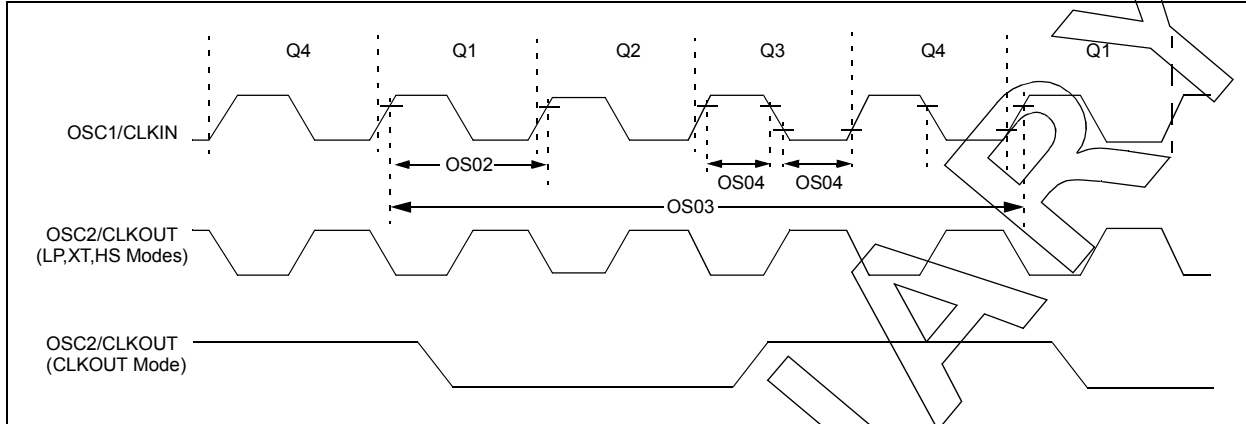 Q4 Q1 Q2 Q3 Q4 Q1
OSC1/CLKIN
OS02
OS04 OS04
OS03
OSC2/CLKOUT
(LP,XT,HS Modes)
OSC2/CLKOUT
(CLKOUT Mode)
A R Y